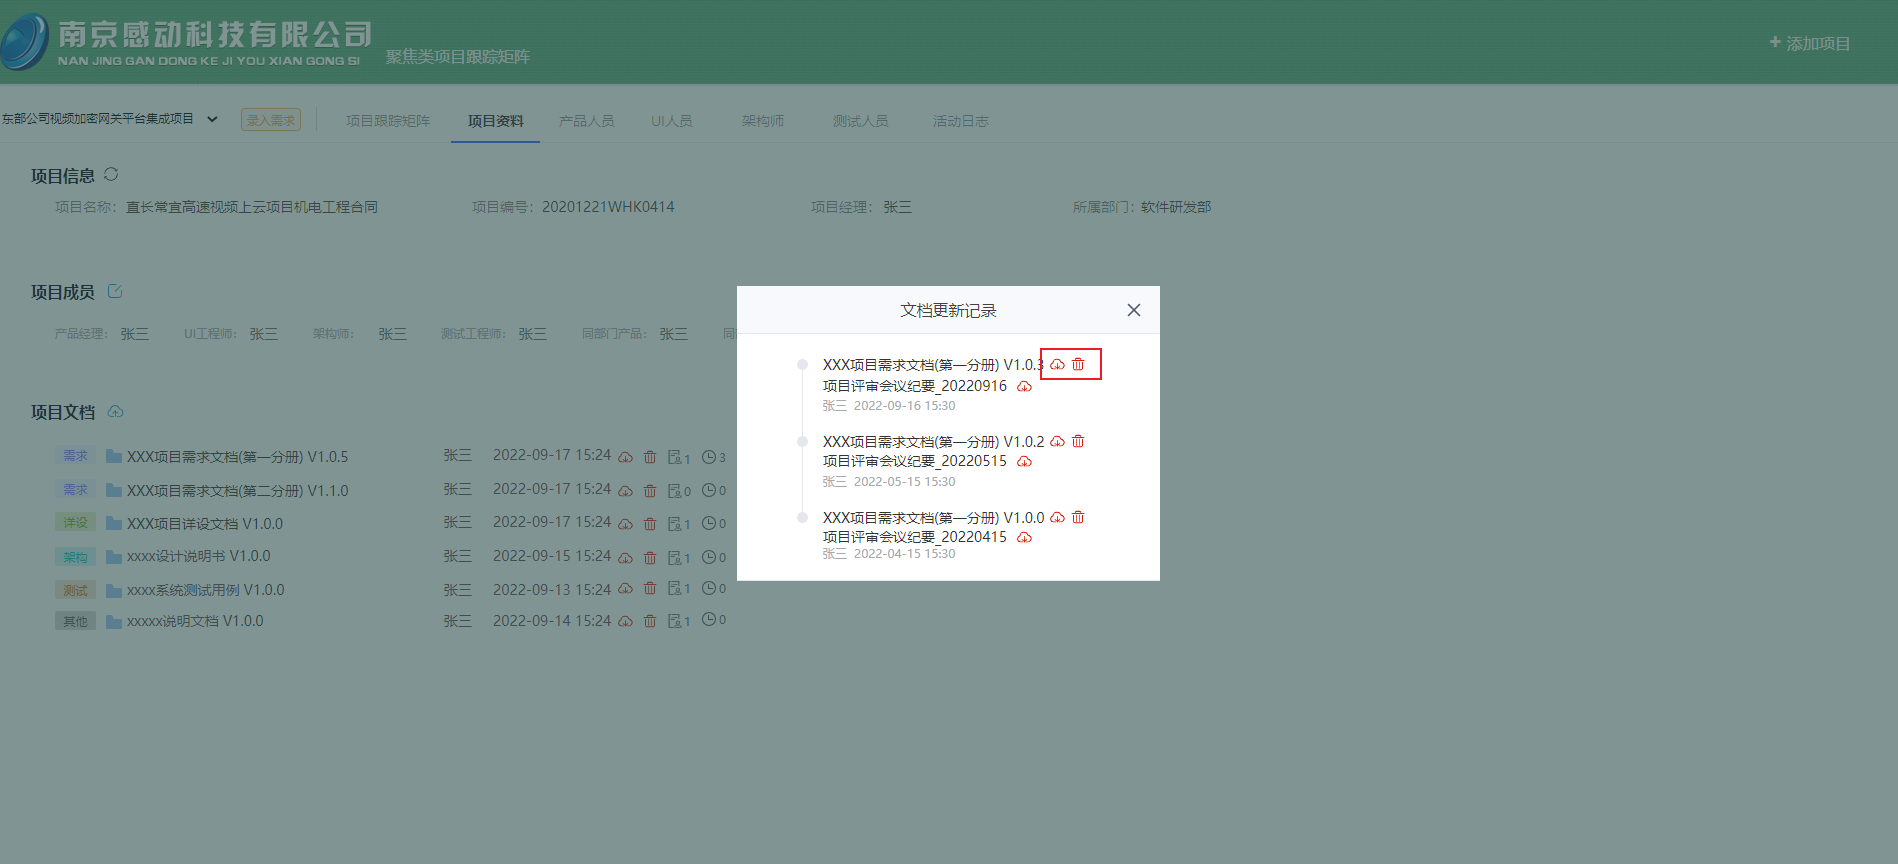 南京感动科技有限公司
NAN JING GAN DONG KE JI YOU XIAN GONG SI
聚焦类项目跟踪矩阵
+ 添加项目
东部公司视频加密网关平台集成项目
录入需求
项目跟踪矩阵 项目资料 产品人员 UI人员 架构师 测试人员 活动日志
项目信息
项目名称: 直长常宜高速视频上云项目机电工程合同 项目编号: 20201221WHK0414 项目经理: 张三 所属部门: 软件研发部
项目成员
产品经理: 张三 UI工程师: 张三 架构师: 张三 测试工程师: 张三 同部门产品: 张三 同
项目文档
需求 XXX项目需求文档(第一分册) V1.0.5 张三 2022-09-17 15:24 1 3
需求 XXX项目需求文档(第二分册) V1.1.0 张三 2022-09-17 15:24 0 0
详设 XXX项目详设文档 V1.0.0 张三 2022-09-17 15:24 1 0
架构 xxxx设计说明书 V1.0.0 张三 2022-09-15 15:24 1 0
测试 xxxx系统测试用例 V1.0.0 张三 2022-09-13 15:24 1 0
其他 xxxxx说明文档 V1.0.0 张三 2022-09-14 15:24 1 0
文档更新记录
XXX项目需求文档(第一分册) V1.0.3
项目评审会议纪要_20220916
张三 2022-09-16 15:30
XXX项目需求文档(第一分册) V1.0.2
项目评审会议纪要_20220515
张三 2022-05-15 15:30
XXX项目需求文档(第一分册) V1.0.0
项目评审会议纪要_20220415
张三 2022-04-15 15:30